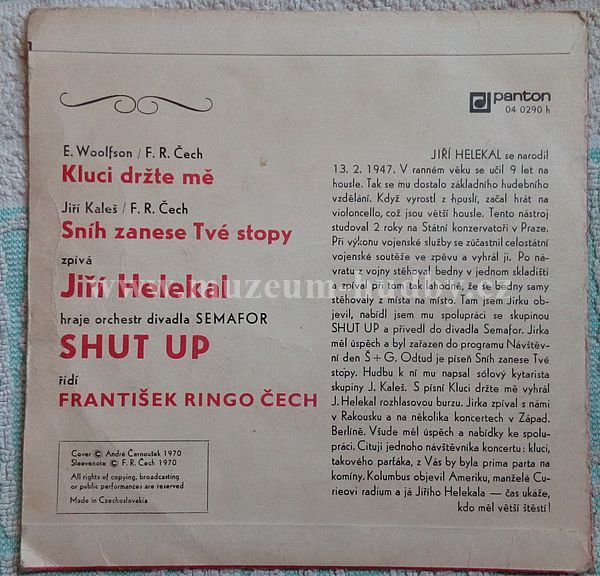 panton
04 0290 h
E. Woolfson / F. R. Čech
Kluci držte mě
Jiří Kaleš / F. R. Čech
Sníh zanese Tvé stopy
zpívá
Jiří Helekal
hraje orchestr divadla SEMAFOR
SHUT UP
řídí
FRANTIŠEK RINGO ČECH
Cover © André Černoušek 1970
Sleevenote © F. R. Čech 1970
All rights of copying, broadcasting
or public performances are reserved
Made in Czechoslovakia
JIŘÍ HELEKAL se narodil
13. 2. 1947. V ranném věku se učil 9 let na
housle. Tak se mu dostalo základního hudebního
vzdělání. Když vyrostl z houslí, začal hrát na
violoncello, což jsou větší housle. Tento nástroj
studoval 2 roky na Státní konzervatoři v Praze.
Při výkonu vojenské služby se zúčastnil celostátní
vojenské soutěže ve zpěvu a vyhrál ji. Po ná-
vratu z vojny stěhoval bedny v jednom skladišti
a zpíval při tom tak lahodně, že se bedny samy
stěhovaly z místa na místo. Tam jsem Jirku ob-
jevil, nabídl jsem mu spolupráci se skupinou
SHUT UP a přivedl do divadla Semafor. Jirka
měl úspěch a byl zařazen do programu Návštěv-
ní den Š + G. Odtud je píseň Sníh zanese Tvé
stopy. Hudbu k ní mu napsal sólový kytarista
skupiny J. Kaleš. S písní Kluci držte mě vyhrál
J. Helekal rozhlasovou burzu. Jirka zpíval s námi
v Rakousku a na několika koncertech v Západ.
Berlíně. Všude měl úspěch a nabídky ke spolu-
práci. Cituji jednoho návštěvníka koncertu: kluci,
takového parťáka, z Vás by byla prima parta na
komíny. Kolumbus objevil Ameriku, manželé Cu-
rieovi radium a já Jiřího Helekala — čas ukáže,
kdo měl větší štěstí!
www.muzeum-hudby.cz